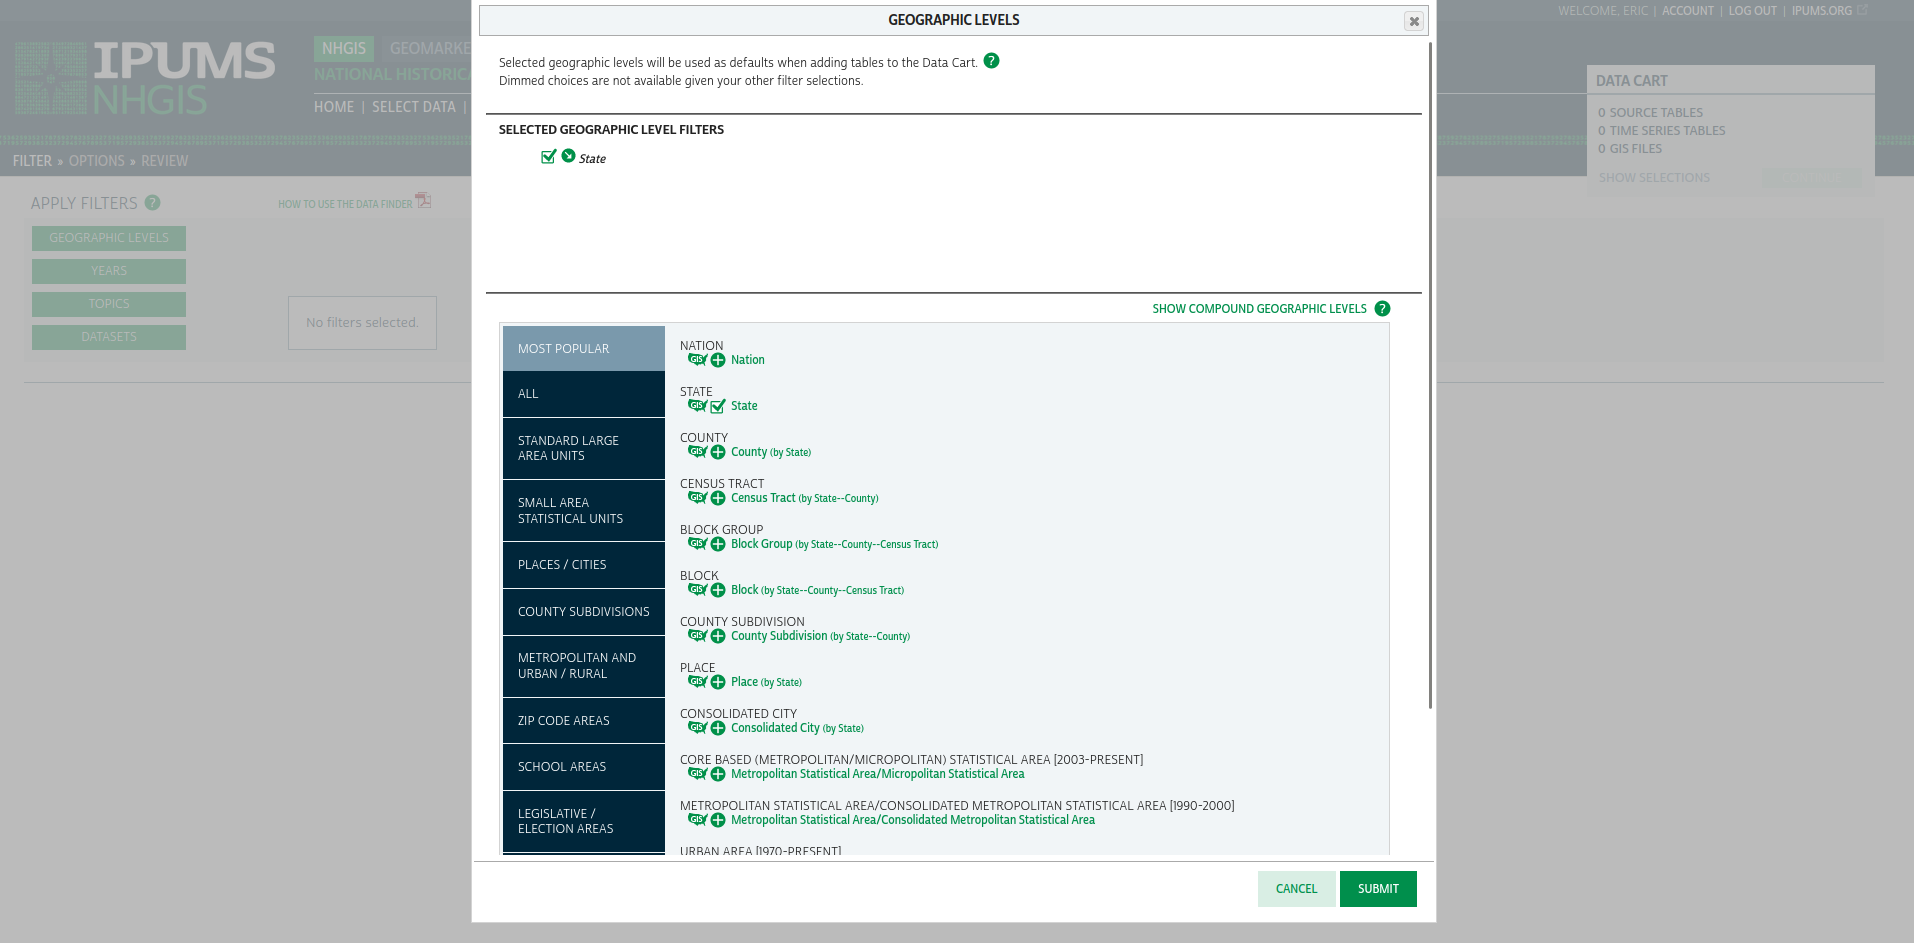 GEOGRAPHIC LEVELS
WELCOME, ERIC | ACCOUNT | LOG OUT | IPUMS.ORG
IPUMS
NHGIS
NHGIS GEOMARKE
NATIONAL HISTORICA
HOME | SELECT DATA |
FILTER » OPTIONS » REVIEW
DATA CART
0 SOURCE TABLES
0 TIME SERIES TABLES
0 GIS FILES
SHOW SELECTIONS
APPLY FILTERS ?
HOW TO USE THE DATA FINDER
GEOGRAPHIC LEVELS
YEARS
TOPICS
DATASETS
No filters selected.
Selected geographic levels will be used as defaults when adding tables to the Data Cart. ?
Dimmed choices are not available given your other filter selections.
SELECTED GEOGRAPHIC LEVEL FILTERS
State
SHOW COMPOUND GEOGRAPHIC LEVELS ?
MOST POPULAR
ALL
STANDARD LARGE
AREA UNITS
SMALL AREA
STATISTICAL UNITS
PLACES / CITIES
COUNTY SUBDIVISIONS
METROPOLITAN AND
URBAN / RURAL
ZIP CODE AREAS
SCHOOL AREAS
LEGISLATIVE /
ELECTION AREAS
NATION
GIS Nation
STATE
GIS State
COUNTY
GIS County (by State)
CENSUS TRACT
GIS Census Tract (by State--County)
BLOCK GROUP
GIS Block Group (by State--County--Census Tract)
BLOCK
GIS Block (by State--County--Census Tract)
COUNTY SUBDIVISION
GIS County Subdivision (by State--County)
PLACE
GIS Place (by State)
CONSOLIDATED CITY
GIS Consolidated City (by State)
CORE BASED (METROPOLITAN/MICROPOLITAN) STATISTICAL AREA [2003-PRESENT]
GIS Metropolitan Statistical Area/Micropolitan Statistical Area
METROPOLITAN STATISTICAL AREA/CONSOLIDATED METROPOLITAN STATISTICAL AREA [1990-2000]
GIS Metropolitan Statistical Area/Consolidated Metropolitan Statistical Area
URBAN AREA [1970-PRESENT]
CANCEL
SUBMIT